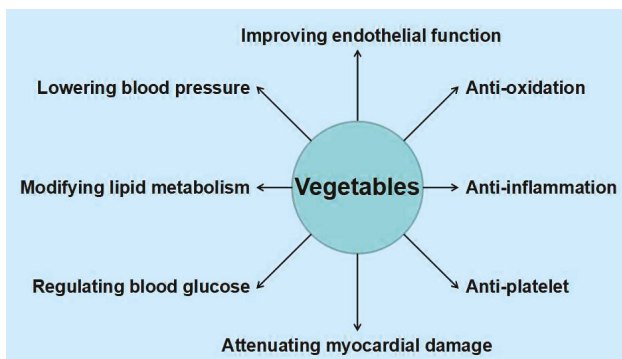 Improving endothelial function
Lowering blood pressure
Anti-oxidation
Modifying lipid metabolism
Vegetables
Anti-inflammation
Regulating blood glucose
Anti-platelet
Attenuating myocardial damage